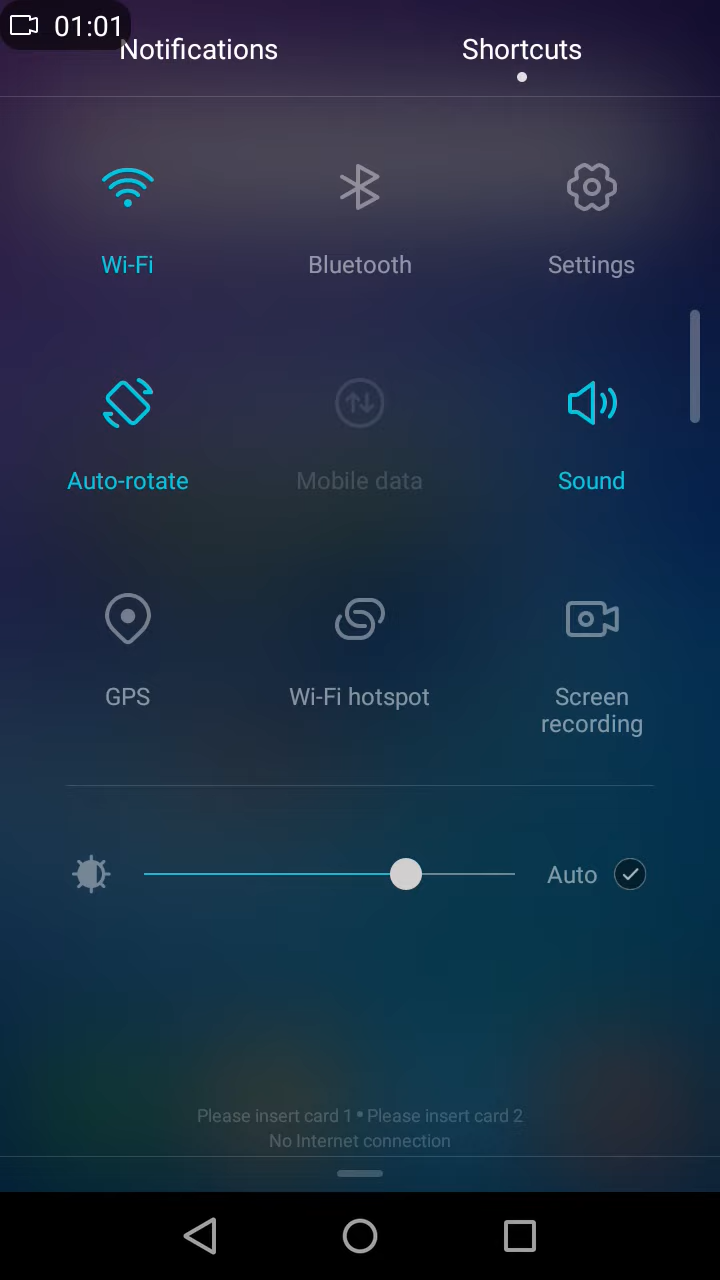 01:01
Notifications
Shortcuts
Wi-Fi
Bluetooth
Settings
Auto-rotate
Mobile data
Sound
GPS
Wi-Fi hotspot
Screen
recording
Auto
Please insert card 1 • Please insert card 2
No Internet connection